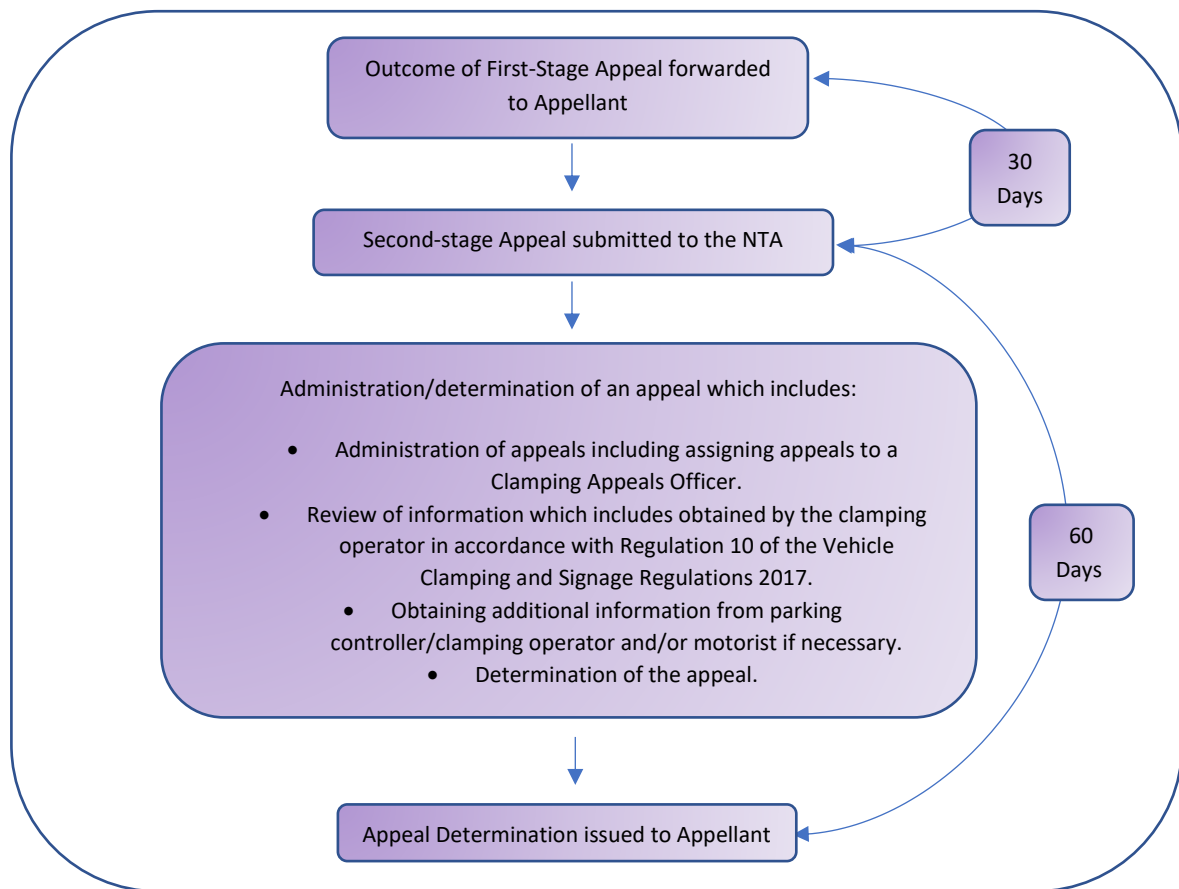 Outcome of First-Stage Appeal forwarded
to Appellant
30
Days
Second-stage Appeal submitted to the NTA
Administration/determination of an appeal which includes:
• Administration of appeals including assigning appeals to a
Clamping Appeals Officer.
• Review of information which includes obtained by the clamping
operator in accordance with Regulation 10 of the Vehicle
Clamping and Signage Regulations 2017.
• Obtaining additional information from parking
controller/clamping operator and/or motorist if necessary.
• Determination of the appeal.
60
Days
Appeal Determination issued to Appellant